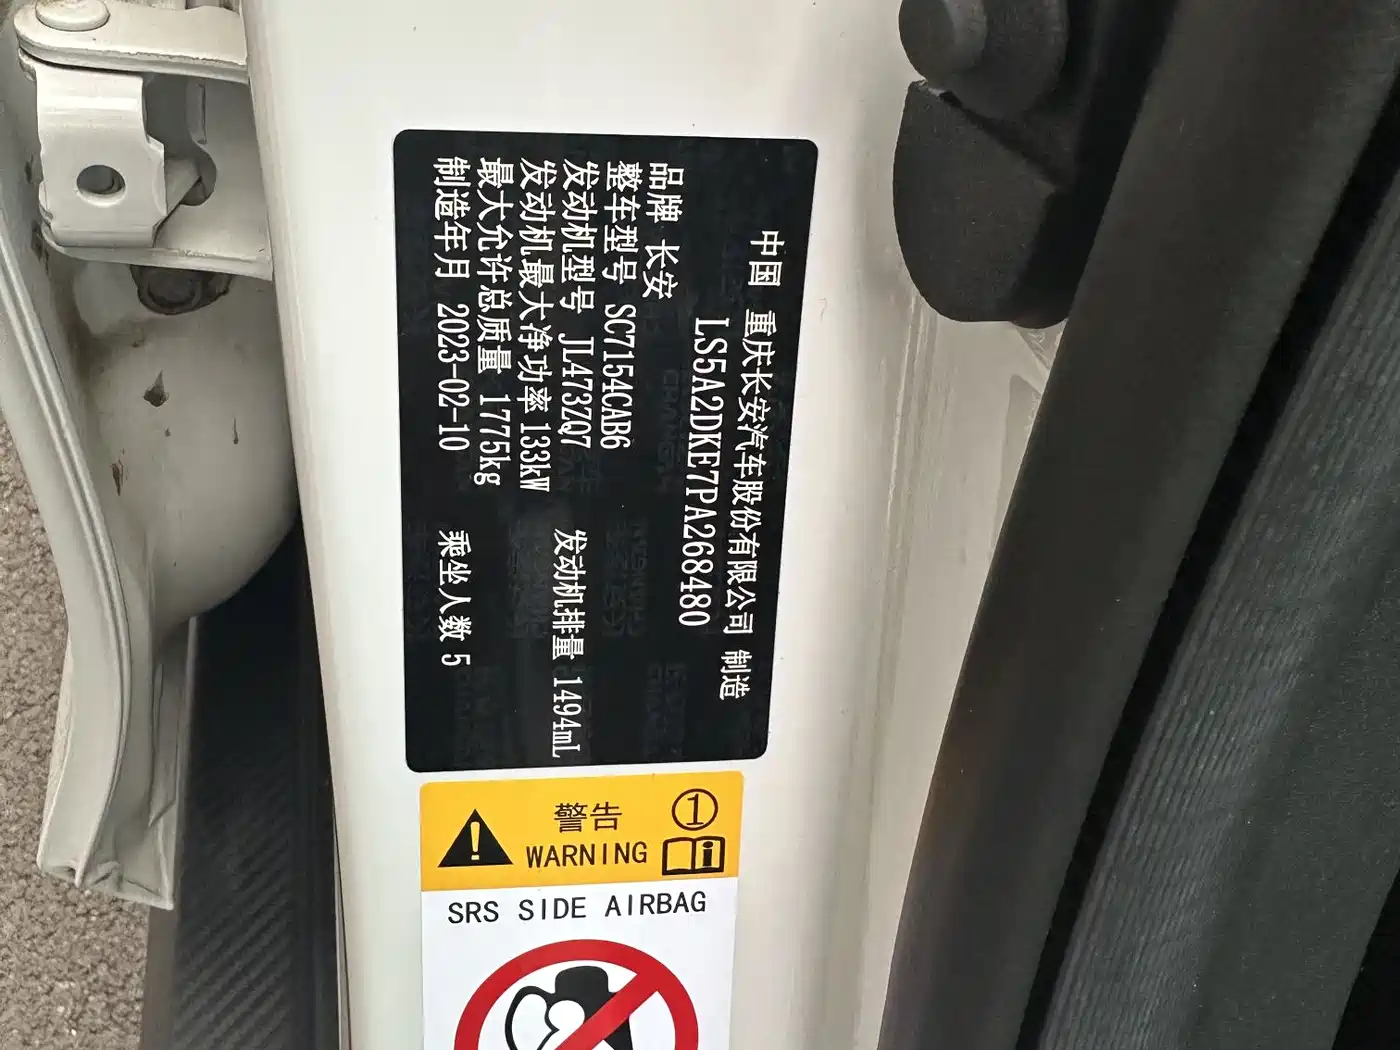 中国 重庆长安汽车股份有限公司 制造
LS5A2DKE7PA268480
品牌 长安
整车型号 SC7154CAB6
发动机型号 JL473ZQ7 发动机排量 1494mL
发动机最大净功率 133kW
最大允许总质量 1775kg
制造年月 2023-02-10 乘坐人数 5
警告 ①
WARNING
SRS SIDE AIRBAG